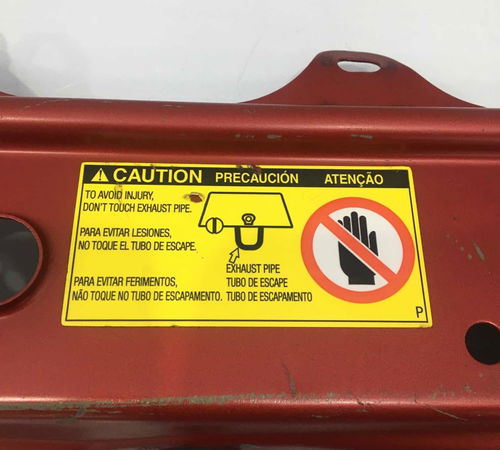 CAUTION PRECAUCIÓN ATENÇÃO
TO AVOID INJURY,
DON'T TOUCH EXHAUST PIPE.
PARA EVITAR LESIONES,
NO TOQUE EL TUBO DE ESCAPE.
PARA EVITAR FERIMENTOS,
NÃO TOQUE NO TUBO DE ESCAPAMENTO.
EXHAUST PIPE
TUBO DE ESCAPE
TUBO DE ESCAPAMENTO
P